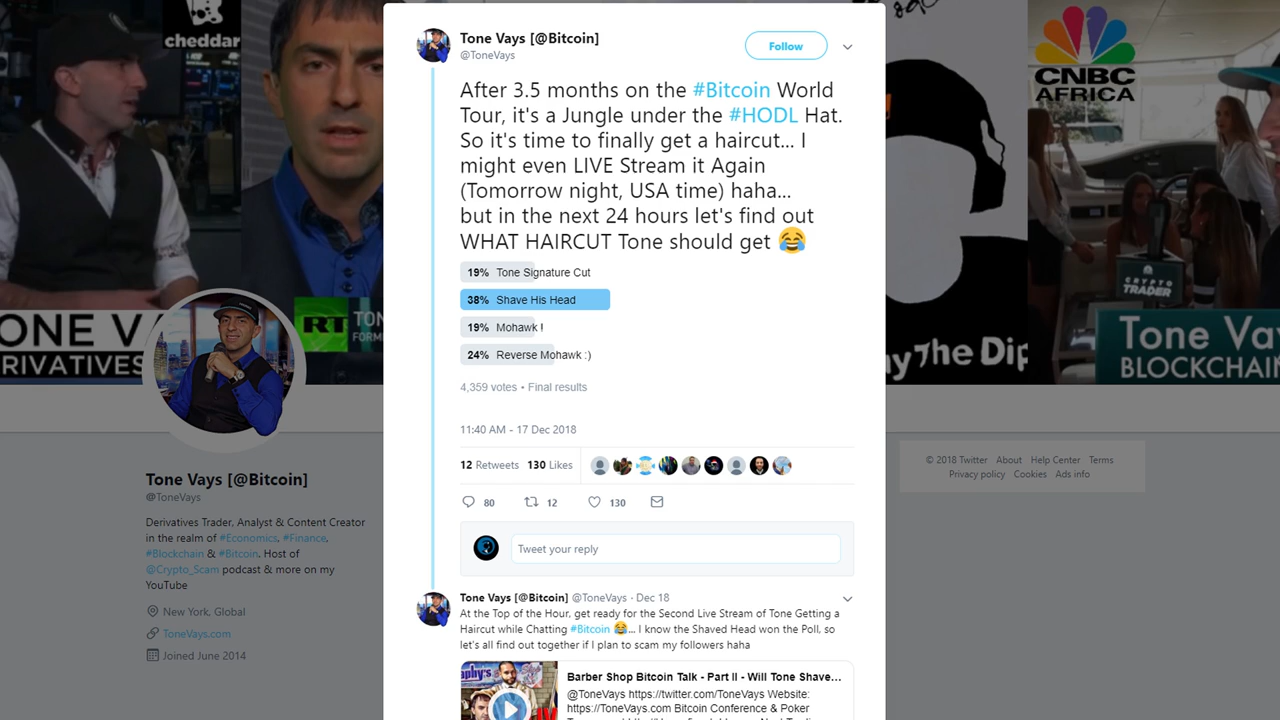 cheddar
ONE V
RIVATIVES
RT
TON
FORME
CNBC
AFRICA
CRYPTO
TRADER
Tone Va
BLOCKCHAIN
ay The Dip
Tone Vays [@Bitcoin]
@ToneVays
Follow
After 3.5 months on the #Bitcoin World
Tour, it's a Jungle under the #HODL Hat.
So it's time to finally get a haircut... I
might even LIVE Stream it Again
(Tomorrow night, USA time) haha...
but in the next 24 hours let's find out
WHAT HAIRCUT Tone should get 😂
19% Tone Signature Cut
38% Shave His Head
19% Mohawk !
24% Reverse Mohawk :)
4,359 votes • Final results
11:40 AM - 17 Dec 2018
12 Retweets 130 Likes
80 12 130
Tweet your reply
Tone Vays [@Bitcoin] @ToneVays · Dec 18
At the Top of the Hour, get ready for the Second Live Stream of Tone Getting a
Haircut while Chatting #Bitcoin 😂... I know the Shaved Head won the Poll, so
let's all find out together if I plan to scam my followers haha
aphy's
Barber Shop Bitcoin Talk - Part II - Will Tone Shave...
@ToneVays https://twitter.com/ToneVays Website:
https://ToneVays.com Bitcoin Conference & Poker
Tone Vays [@Bitcoin]
@ToneVays
Derivatives Trader, Analyst & Content Creator
in the realm of #Economics, #Finance,
#Blockchain & #Bitcoin. Host of
@Crypto_Scam podcast & more on my
YouTube
New York, Global
ToneVays.com
Joined June 2014
© 2018 Twitter About Help Center Terms
Privacy policy Cookies Ads info